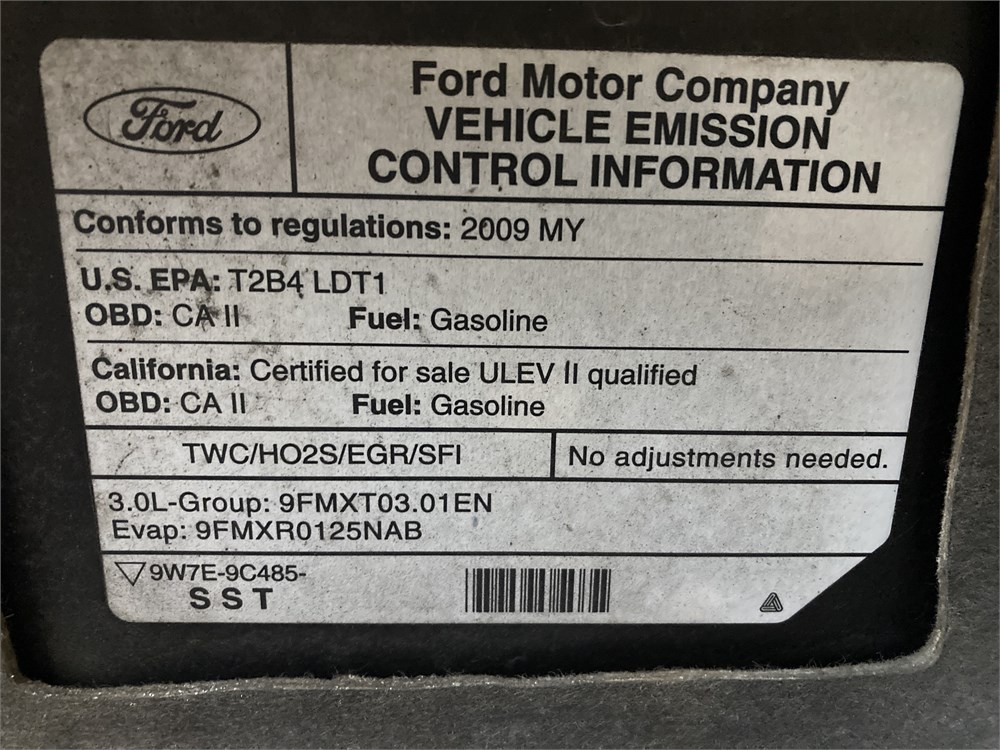 Ford
Ford Motor Company
VEHICLE EMISSION
CONTROL INFORMATION
Conforms to regulations: 2009 MY
U.S. EPA: T2B4 LDT1
OBD: CA II Fuel: Gasoline
California: Certified for sale ULEV II qualified
OBD: CA II Fuel: Gasoline
TWC/HO2S/EGR/SFI No adjustments needed.
3.0L-Group: 9FMXT03.01EN
Evap: 9FMXR0125NAB
9W7E-9C485-
S S T